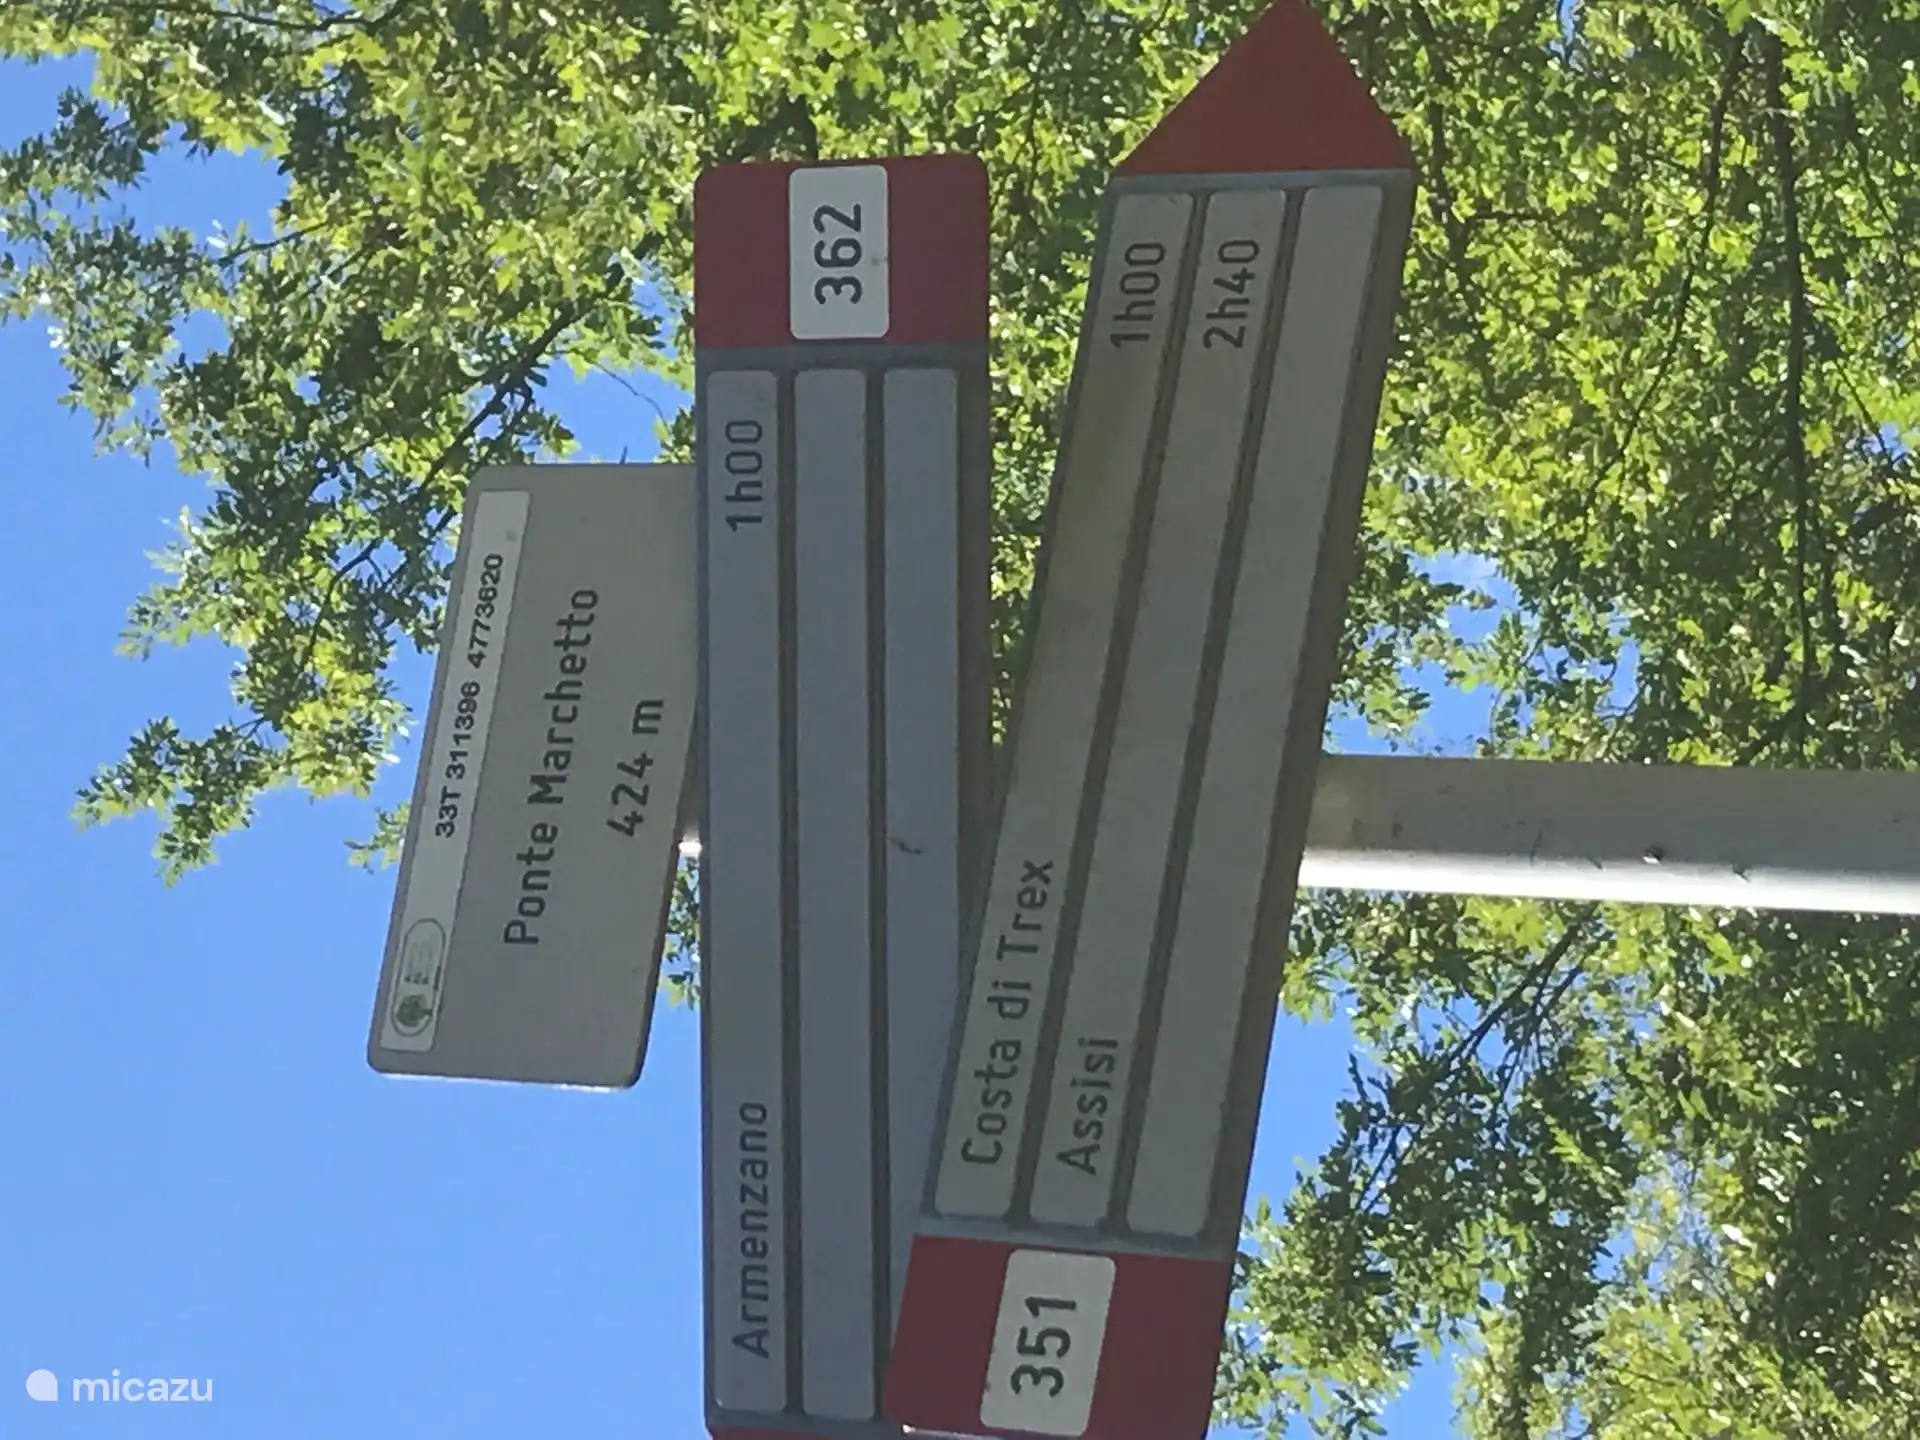 33T 311396 4773620
Ponte Marchetto
424 m
Armenzano 1h00
362
Costa di Trex 1h00
Assisi 2h40
351
micazu